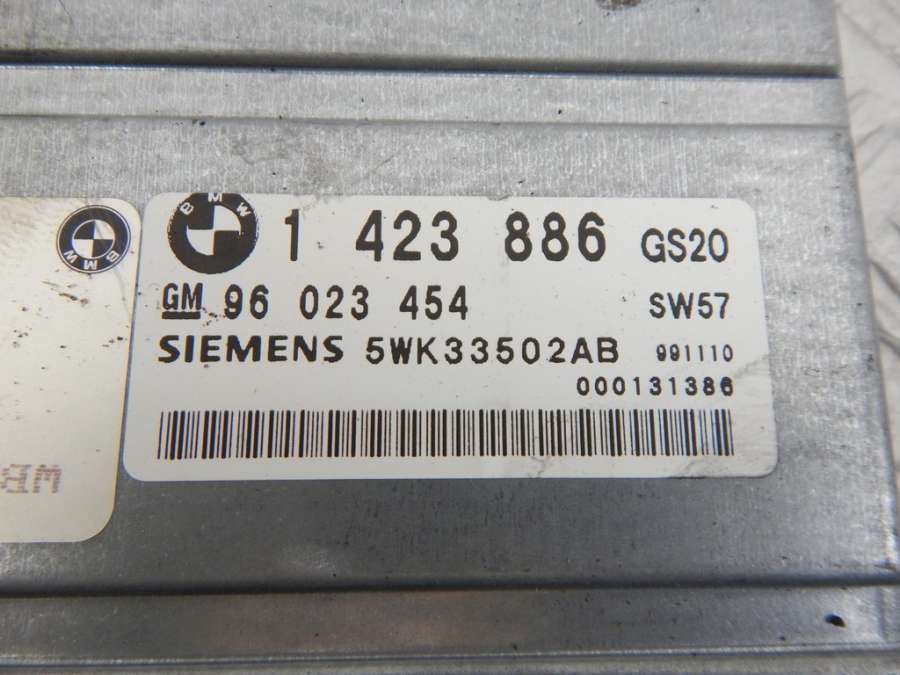 BMW 1 423 886 GS20
GM 96 023 454 SW57
SIEMENS 5WK33502AB 991110
000131386
BMW